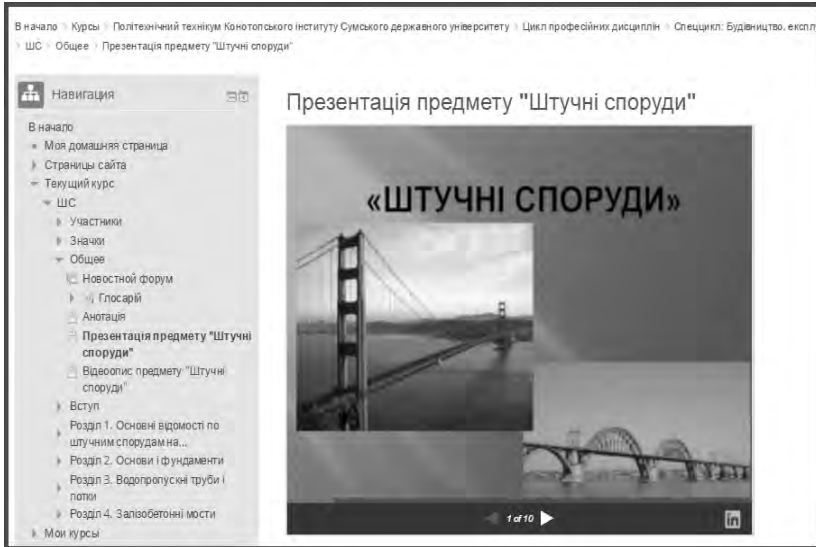 В начало › Курсы › Політехнічний технікум Конотопського інституту Сумського державного університету › Цикл професійних дисциплін › Спеццикл: Будівництво, експлу
› ШС › Общее › Презентація предмету "Штучні споруди"
Навигация
Презентація предмету "Штучні споруди"
В начало
Моя домашняя страница
Страницы сайта
Текущий курс
ШС
Участники
Значки
Общее
Новостной форум
Глосарій
Анотація
Презентація предмету "Штучні
споруди"
Відеопис предмету "Штучні
споруди"
Вступ
Розділ 1. Основні відомості по
штучним спорудам на...
Розділ 2. Основи і фундаменти
Розділ 3. Водопропускні труби і
лотки
Розділ 4. Залізобетонні мости
Мои курсы
«ШТУЧНІ СПОРУДИ»
1 of 10
in